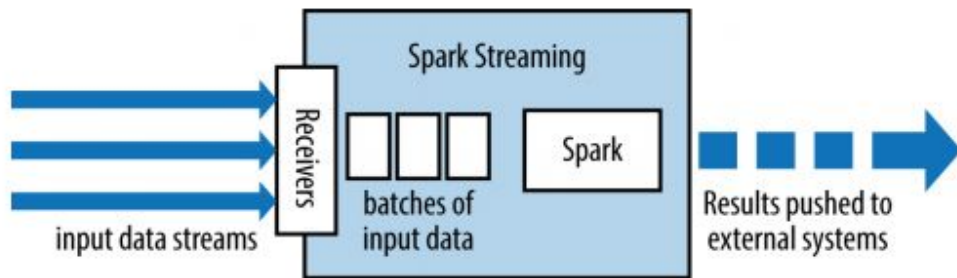 Spark Streaming
Receivers
Spark
batches of
input data
input data streams
Results pushed to
external systems